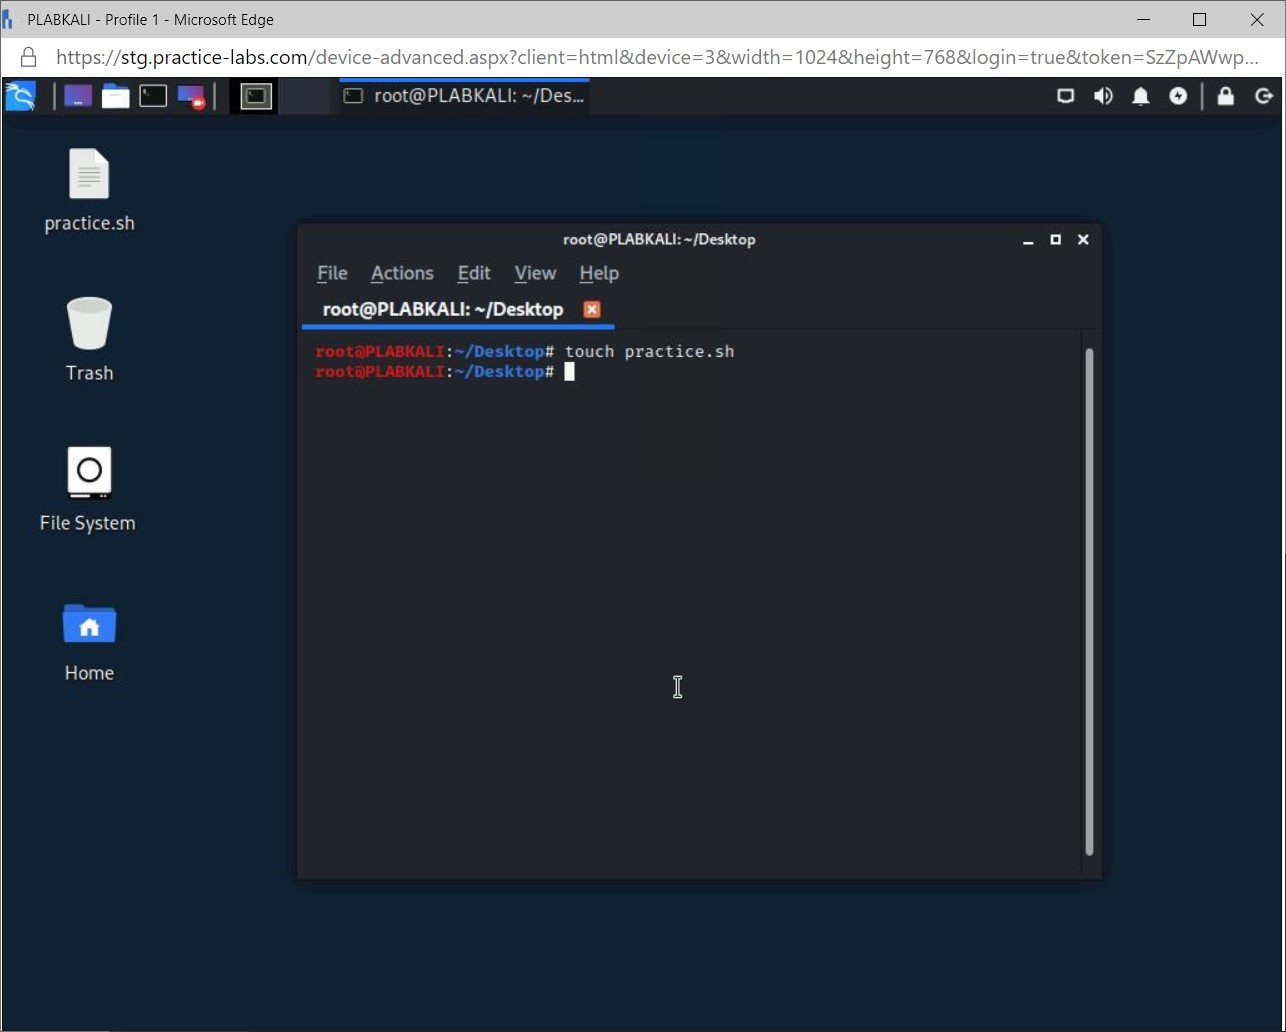 PLABKALI - Profile 1 - Microsoft Edge
https://stg.practice-labs.com/device-advanced.aspx?client=html&device=3&width=1024&height=768&login=true&token=SzZpAWwp...
root@PLABKALI: ~/Des...
practice.sh
Trash
File System
Home
root@PLABKALI: ~/Desktop
File Actions Edit View Help
root@PLABKALI: ~/Desktop
root@PLABKALI:~/Desktop# touch practice.sh
root@PLABKALI:~/Desktop#